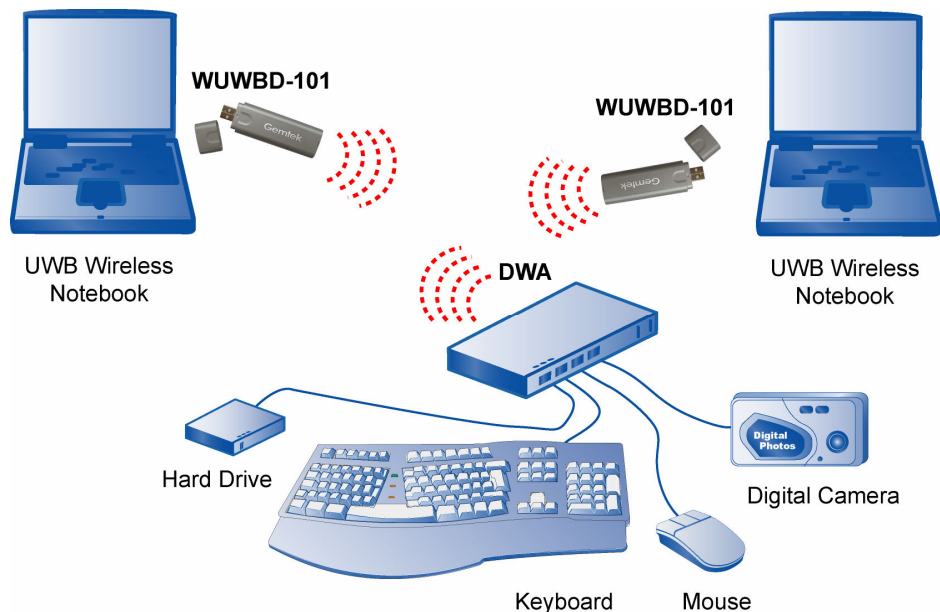 WUWBD-101
Gemtek
UWB Wireless
Notebook
WUWBD-101
Gemtek
UWB Wireless
Notebook
DWA
Hard Drive
Digital
Photos
Digital Camera
Keyboard
Mouse